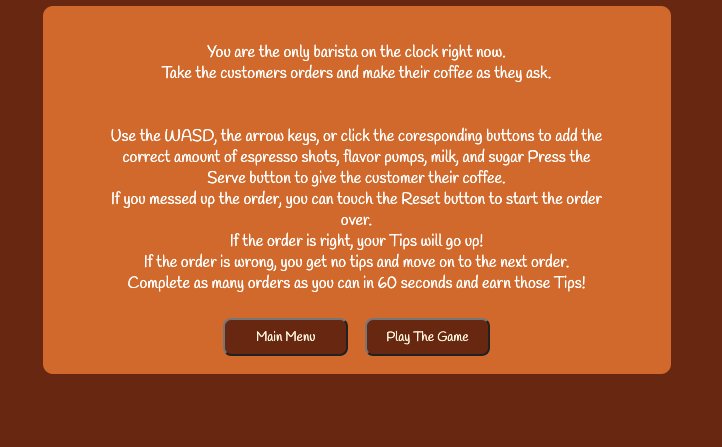 You are the only barista on the clock right now.
Take the customers orders and make their coffee as they ask.
Use the WASD, the arrow keys, or click the coresponding buttons to add the
correct amount of espresso shots, flavor pumps, milk, and sugar Press the
Serve button to give the customer their coffee.
If you messed up the order, you can touch the Reset button to start the order
over.
If the order is right, your Tips will go up!
If the order is wrong, you get no tips and move on to the next order.
Complete as many orders as you can in 60 seconds and earn those Tips!
Main Menu
Play The Game